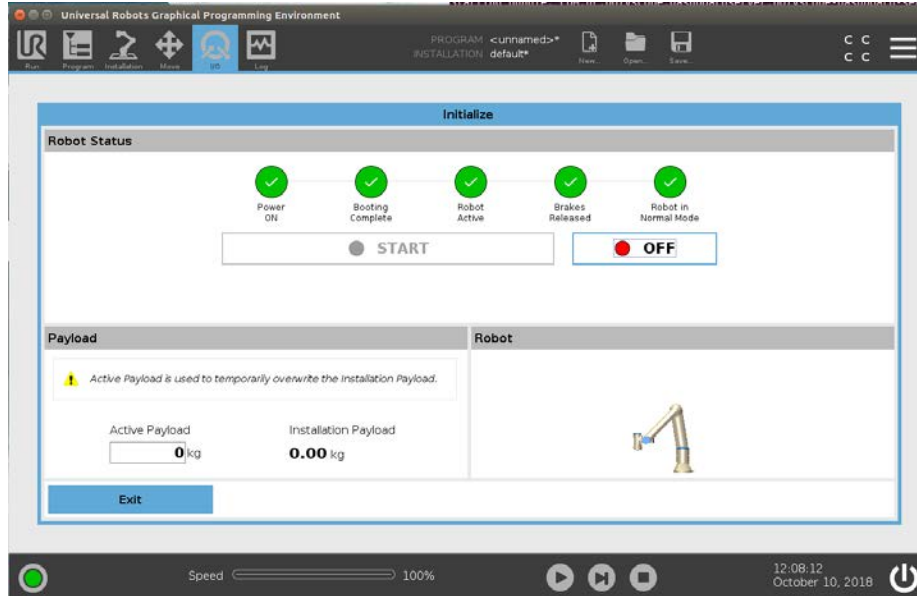 Universal Robots Graphical Programming Environment
UR
Run
Program
Installation
Move
I/O
Log
PROGRAM <unnamed>*
INSTALLATION default*
New...
Open...
Save...
C C
C C
Initialize
Robot Status
Power
ON
Booting
Complete
Robot
Active
Brakes
Released
Robot in
Normal Mode
START
OFF
Payload
Active Payload is used to temporarily overwrite the Installation Payload.
Active Payload
0 kg
Installation Payload
0.00 kg
Robot
Exit
Speed
100%
12:08:12
October 10, 2018